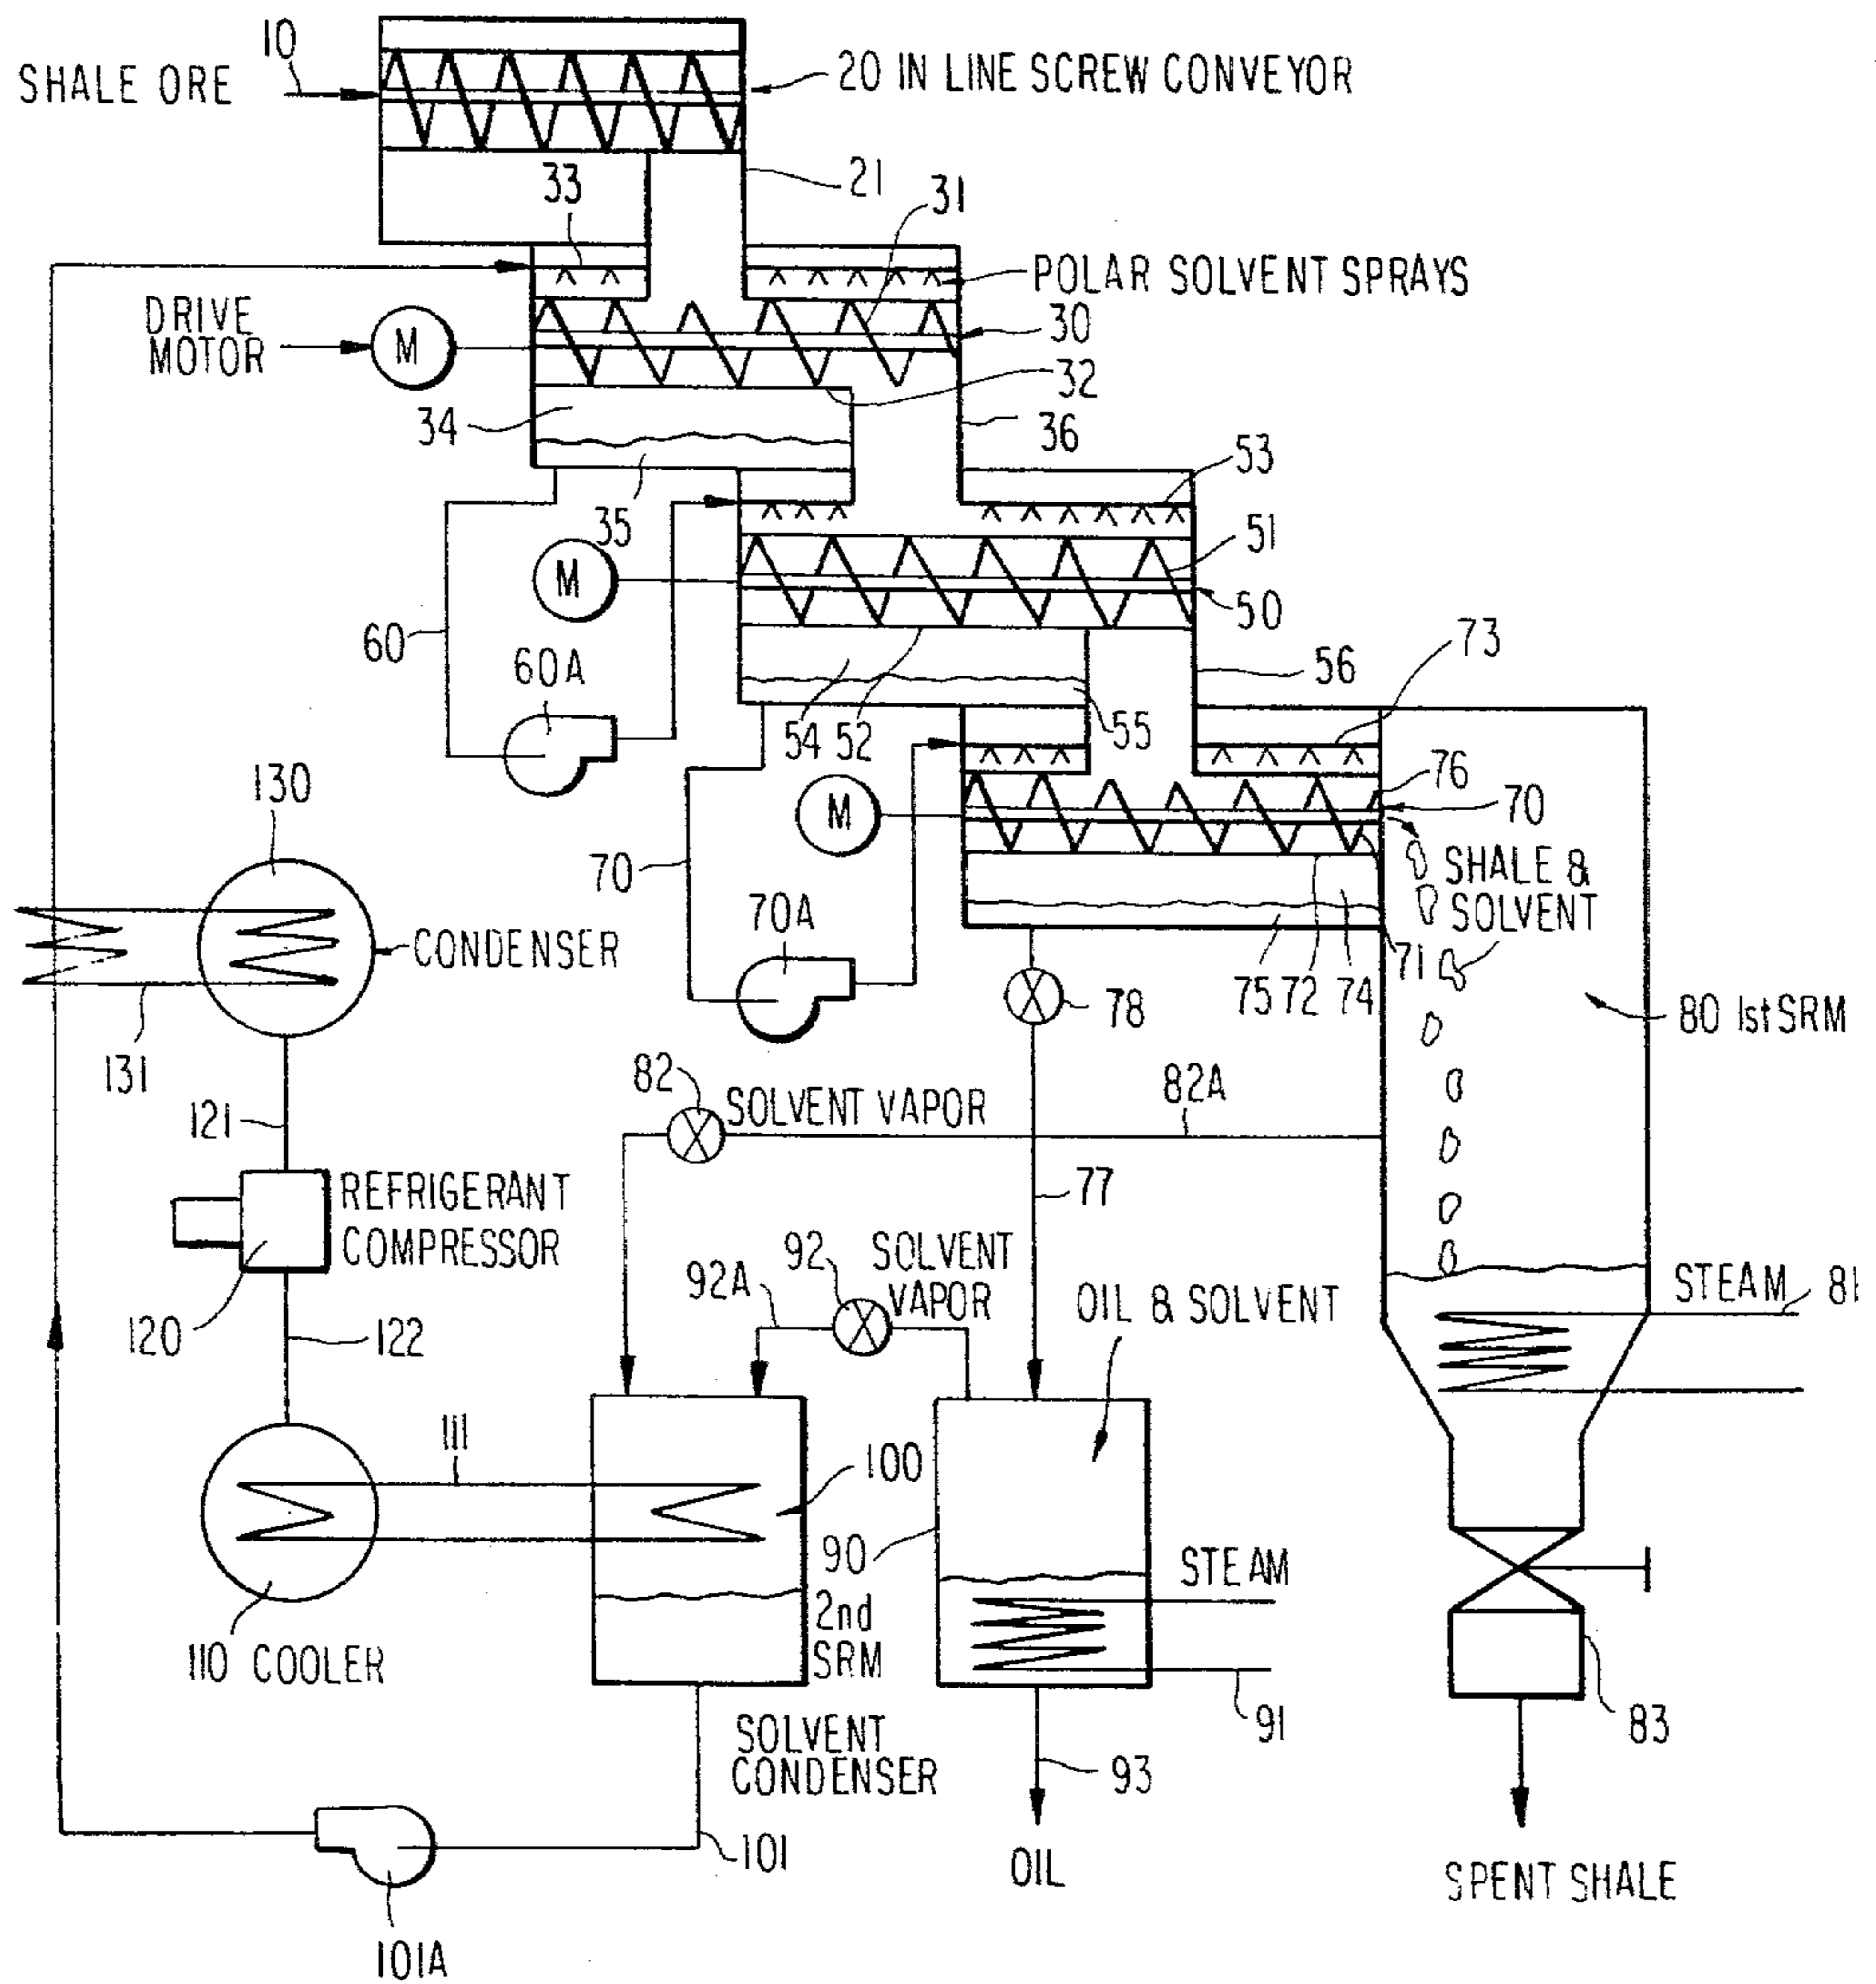 10
SHALE ORE
20 IN LINE SCREW CONVEYOR
21
33
31
POLAR SOLVENT SPRAYS
DRIVE
MOTOR
M
30
32
34
36
35
53
51
M
50
60
60A
56
73
54 52
55
76
70
M
70
SHALE &
SOLVENT
70A
71
75 72 74
78
80 1st SRM
130
CONDENSER
131
82
SOLVENT VAPOR
82A
121
77
REFRIGERANT
COMPRESSOR
120
122
92A
92
SOLVENT
VAPOR
OIL & SOLVENT
STEAM
81
111
100
90
STEAM
2nd
SRM
110 COOLER
91
83
SOLVENT
CONDENSER
93
101
OIL
SPENT SHALE
101A